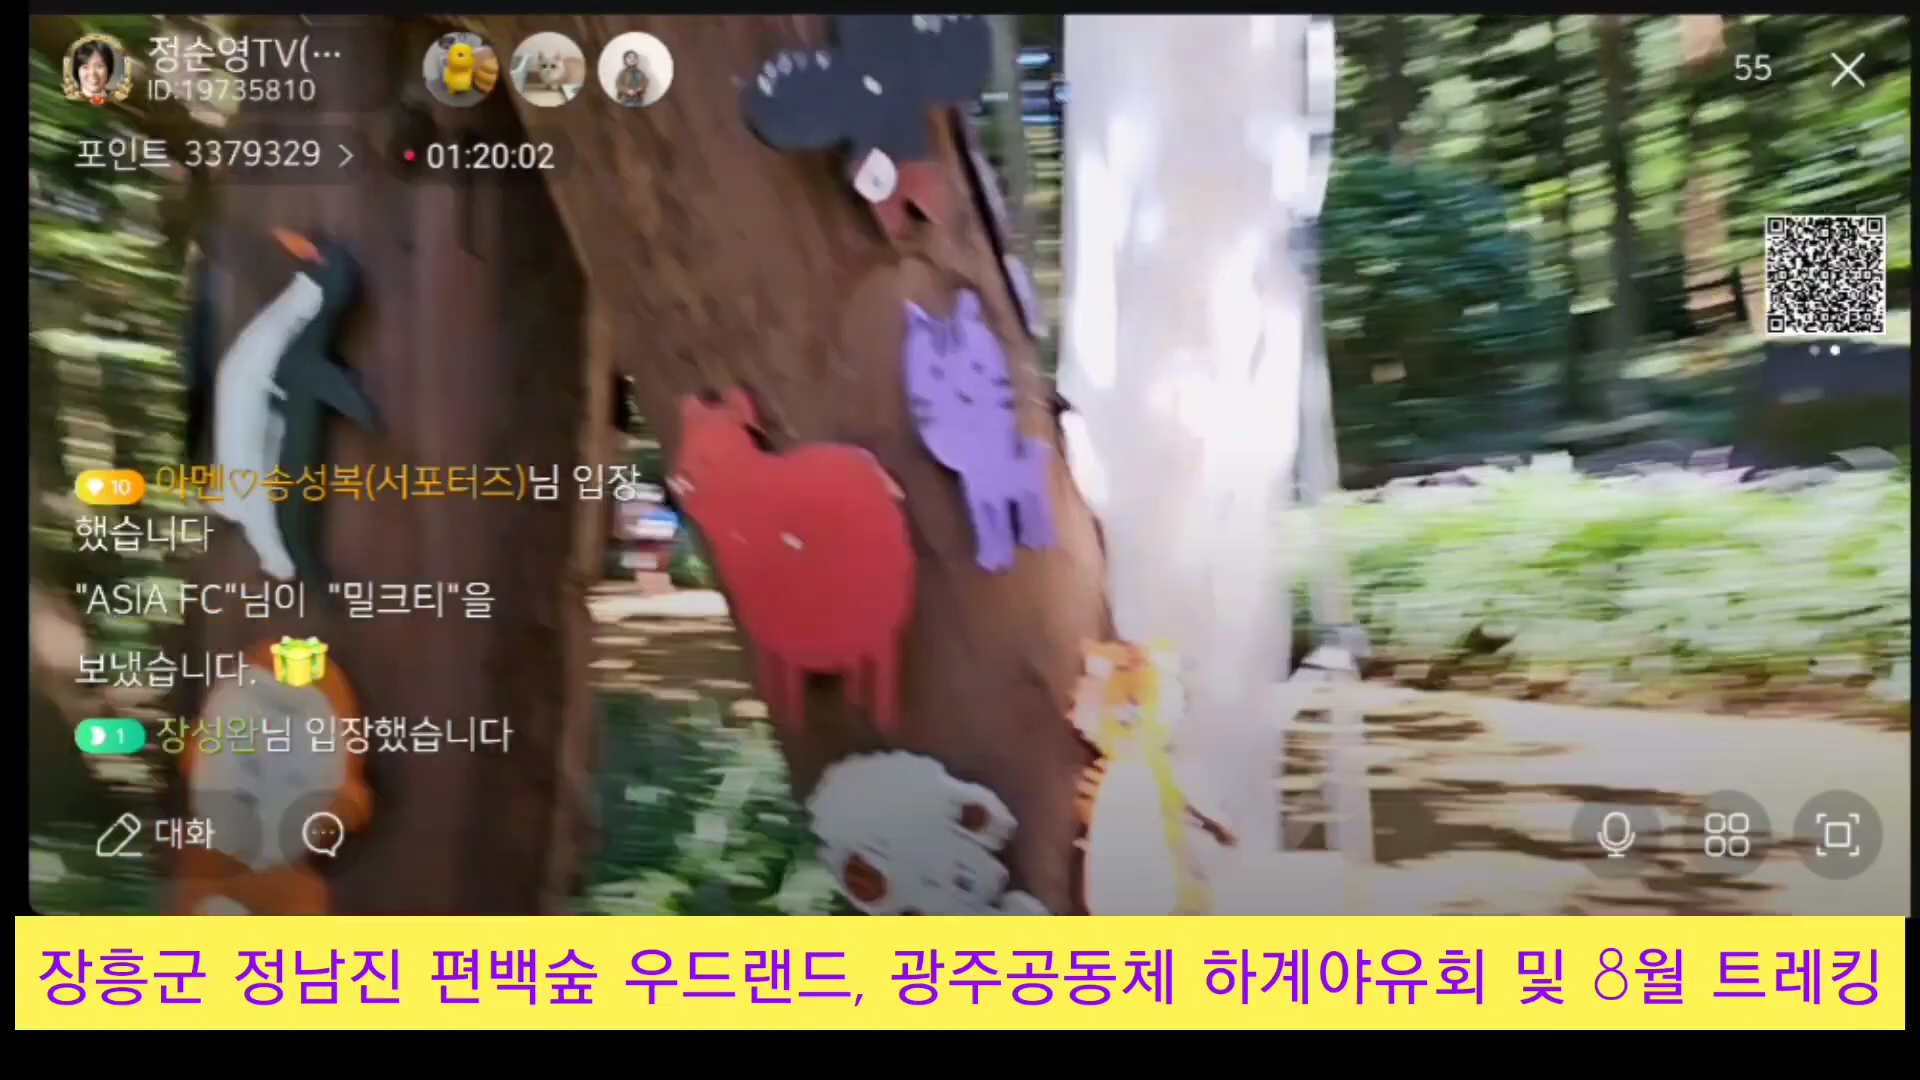 정순영TV(…
ID:19735810
55
포인트 3379329 >
01:20:02
10 아멘♡송성복(서포터즈)님 입장
했습니다
"ASIA FC"님이 "밀크티"을
보냈습니다.
1 장성완님 입장했습니다
대화
장흥군 정남진 편백숲 우드랜드, 광주공동체 하계야유회 및 8월 트레킹